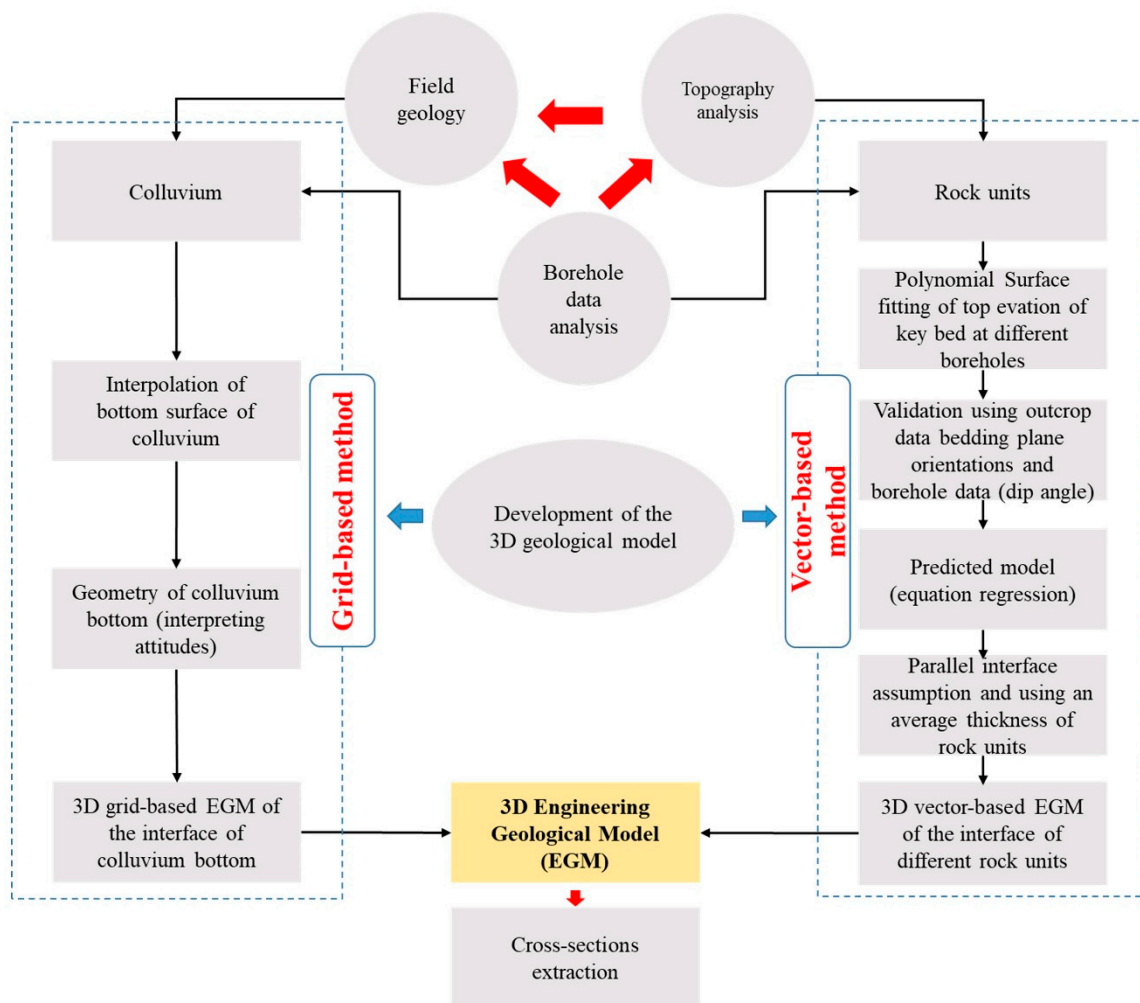 Field
geology
Topography
analysis
Colluvium
Rock units
Borehole
data
analysis
Polynomial Surface
fitting of top evation of
key bed at different
boreholes
Interpolation of
bottom surface of
colluvium
Grid-based method
Vector-based
method
Validation using outcrop
data bedding plane
orientations and
borehole data (dip angle)
Development of the
3D geological model
Predicted model
(equation regression)
Geometry of colluvium
bottom (interpreting
attitudes)
Parallel interface
assumption and using an
average thickness of
rock units
3D grid-based EGM of
the interface of
colluvium bottom
3D Engineering
Geological Model
(EGM)
3D vector-based EGM
of the interface of
different rock units
Cross-sections
extraction